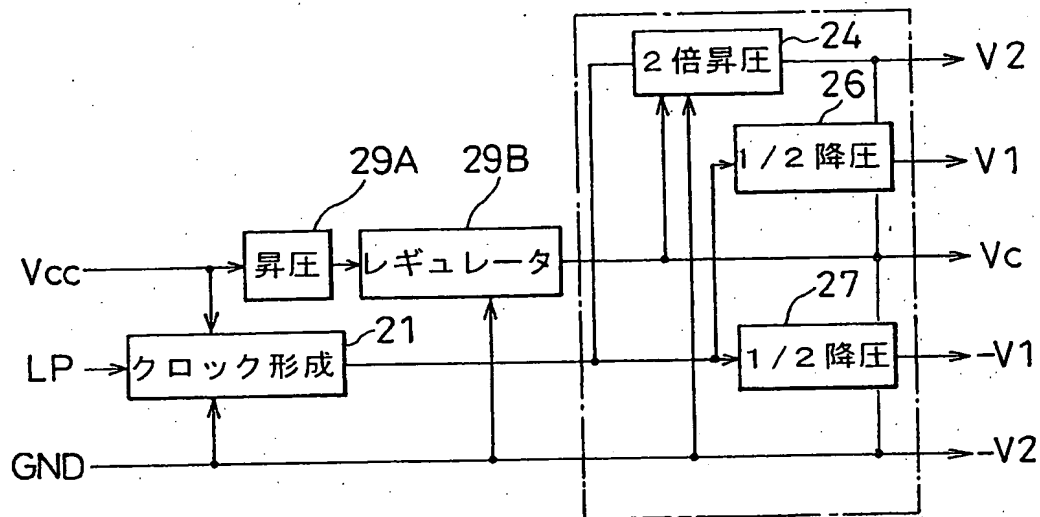 24
2倍昇圧
V2
26
1/2降圧
V1
29A
29B
Vcc
昇圧
レギュレータ
Vc
27
21
LP
クロック形成
1/2降圧
-V1
GND
-V2